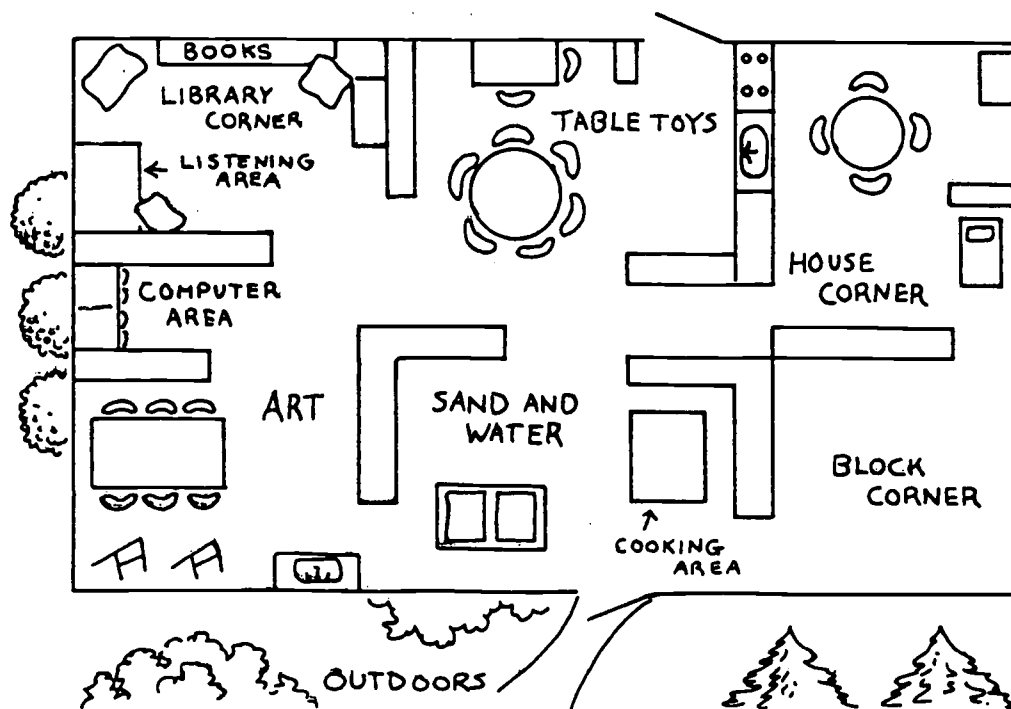 BOOKS
LIBRARY
CORNER
LISTENING
AREA
TABLE TOYS
COMPUTER
AREA
HOUSE
CORNER
ART
SAND AND
WATER
BLOCK
CORNER
COOKING
AREA
OUTDOORS